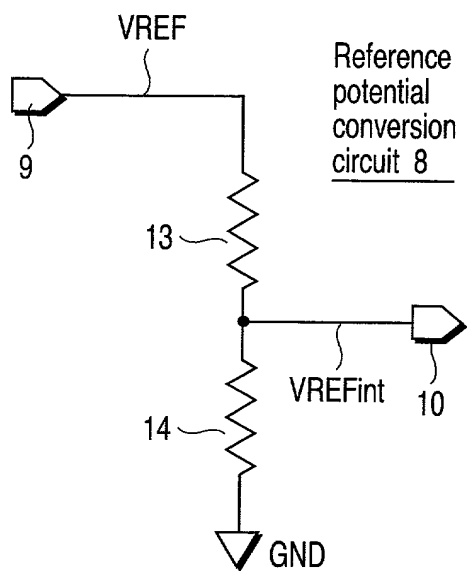 VREF
Reference
potential
conversion
circuit 8
9
13
VREFint
10
14
GND